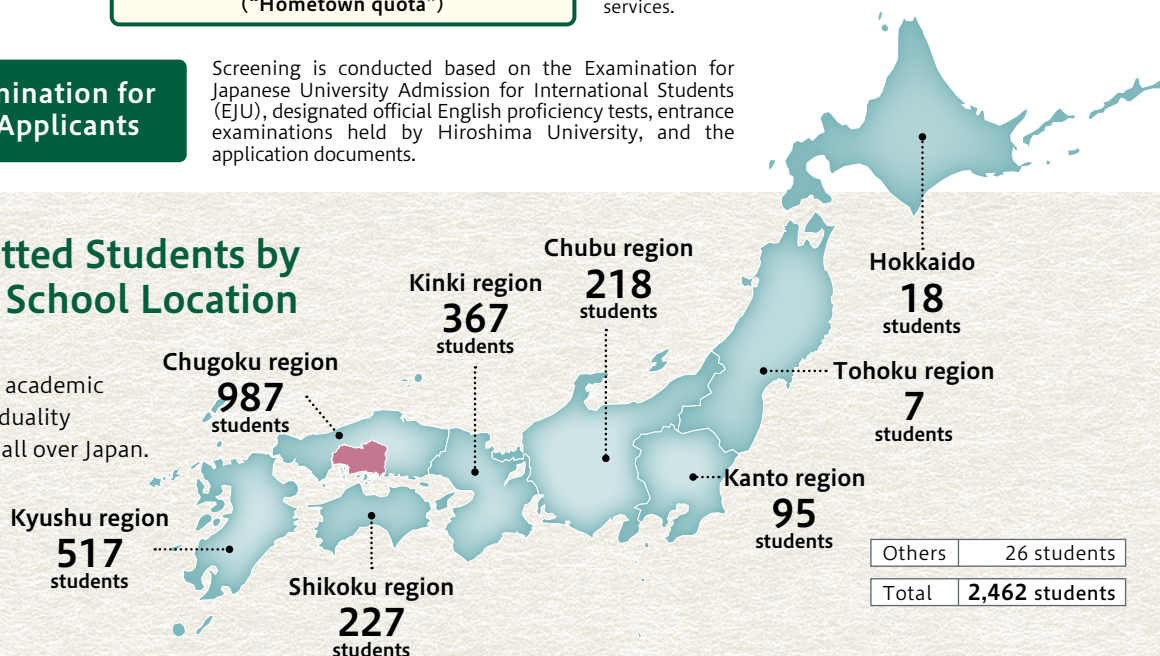 ("Hometown quota")
services.
mination for
Applicants
Screening is conducted based on the Examination for
Japanese University Admission for International Students
(EJU), designated official English proficiency tests, entrance
examinations held by Hiroshima University, and the
application documents.
tted Students by
School Location
academic
duality
all over Japan.
Chubu region
218
students
Kinki region
367
students
Hokkaido
18
students
Chugoku region
987
students
Tohoku region
7
students
Kanto region
95
students
Kyushu region
517
students
Shikoku region
227
students
Others 26 students
Total 2,462 students